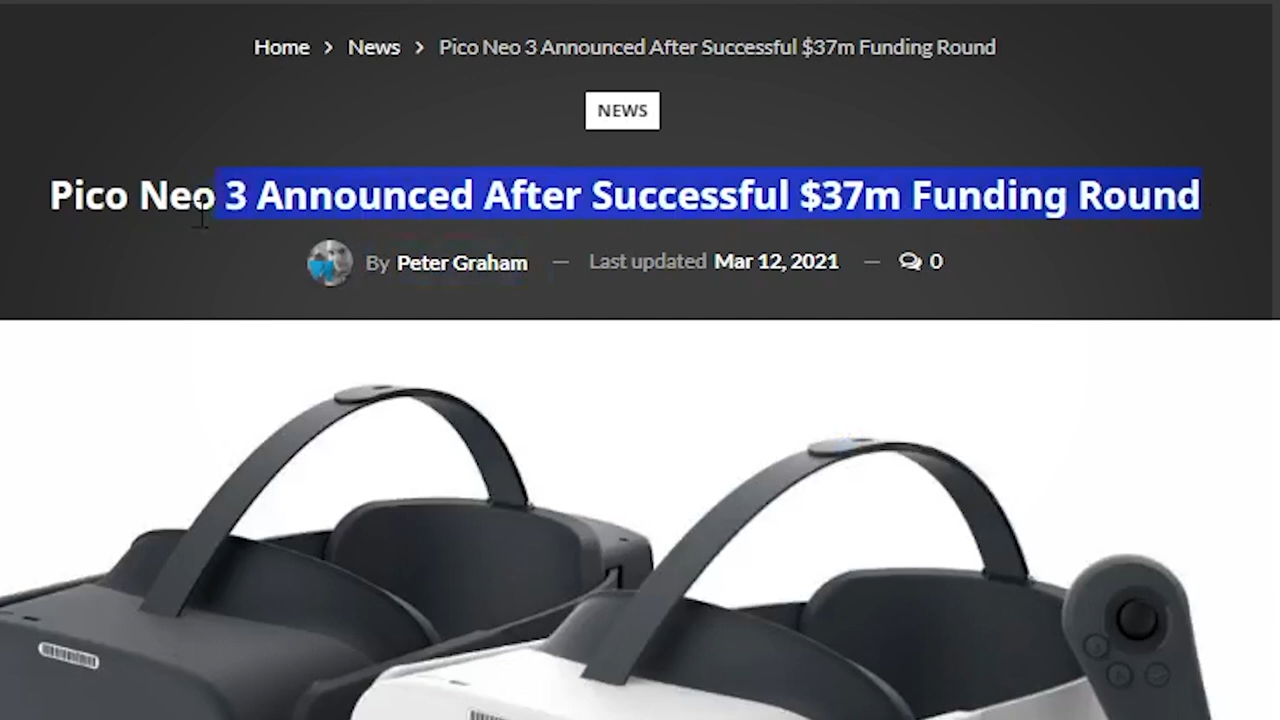 Home > News > Pico Neo 3 Announced After Successful $37m Funding Round
NEWS
Pico Neo 3 Announced After Successful $37m Funding Round
By Peter Graham — Last updated Mar 12, 2021 — 0